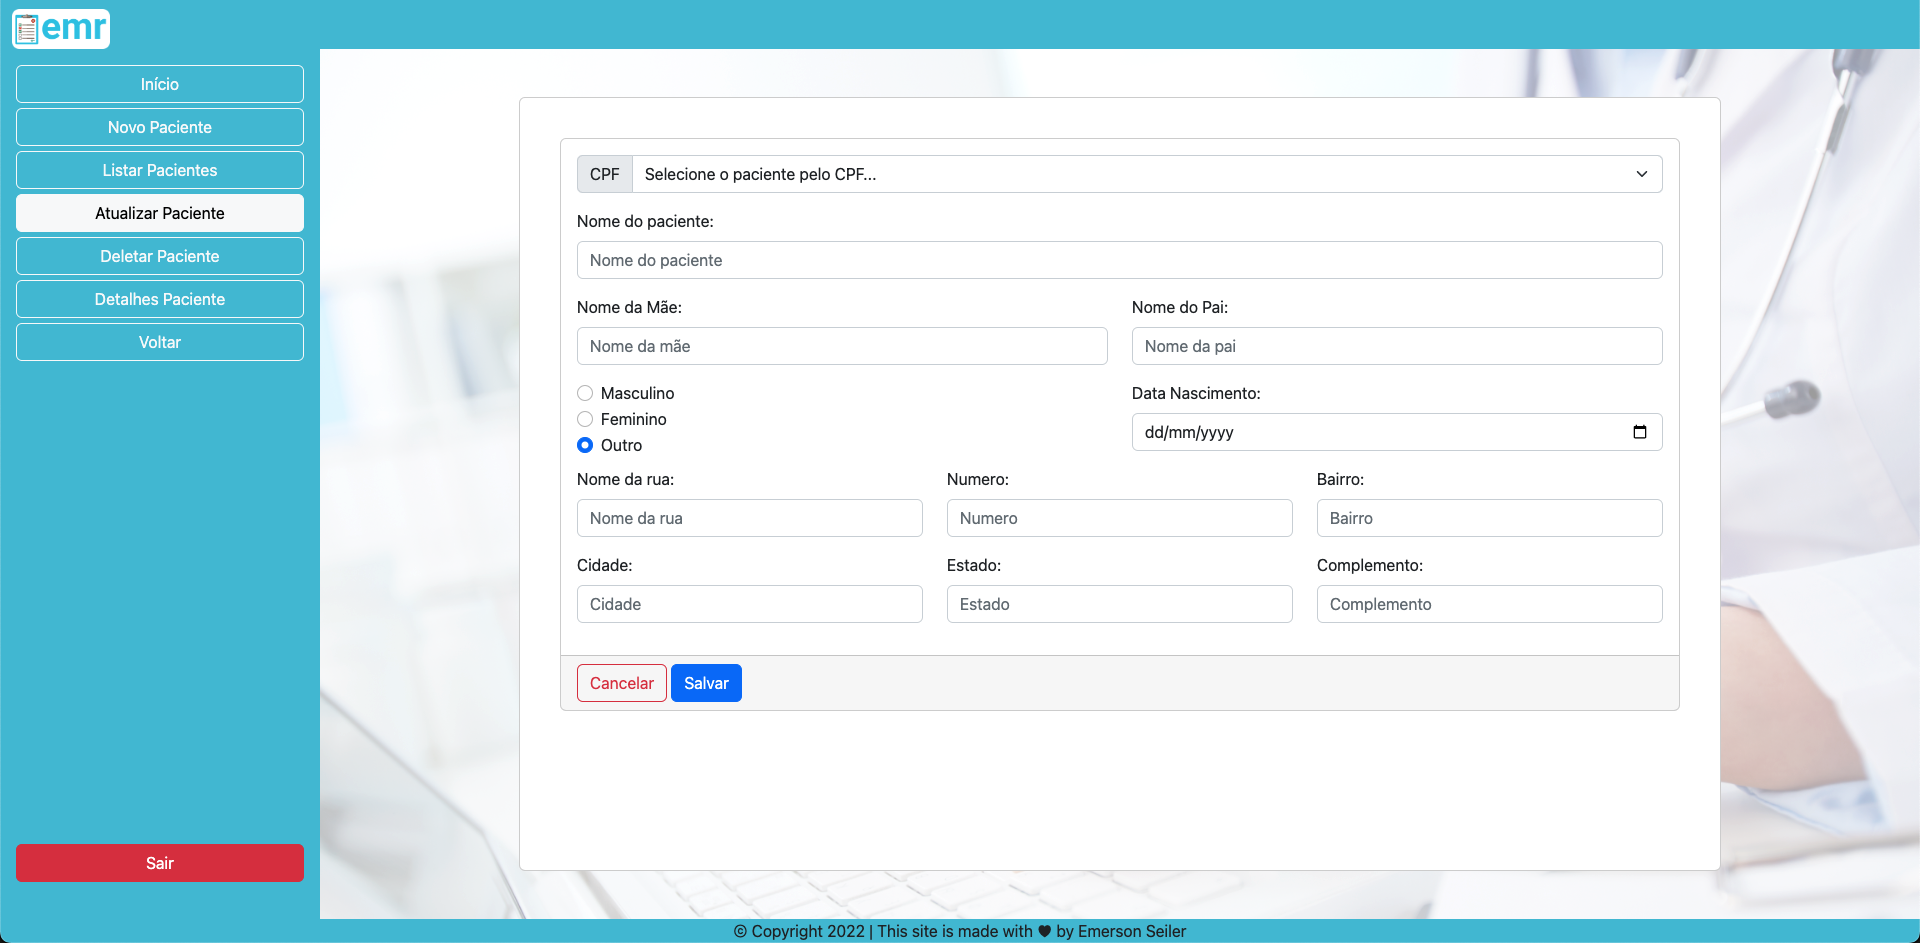 emr
Início
Novo Paciente
Listar Pacientes
Atualizar Paciente
Deletar Paciente
Detalhes Paciente
Voltar
Sair
CPF Selecione o paciente pelo CPF...
Nome do paciente:
Nome do paciente
Nome da Mãe: Nome do Pai:
Nome da mãe Nome da pai
Masculino Data Nascimento:
Feminino
Outro dd/mm/yyyy
Nome da rua: Numero: Bairro:
Nome da rua Numero Bairro
Cidade: Estado: Complemento:
Cidade Estado Complemento
Cancelar Salvar
© Copyright 2022 | This site is made with ♥ by Emerson Seiler